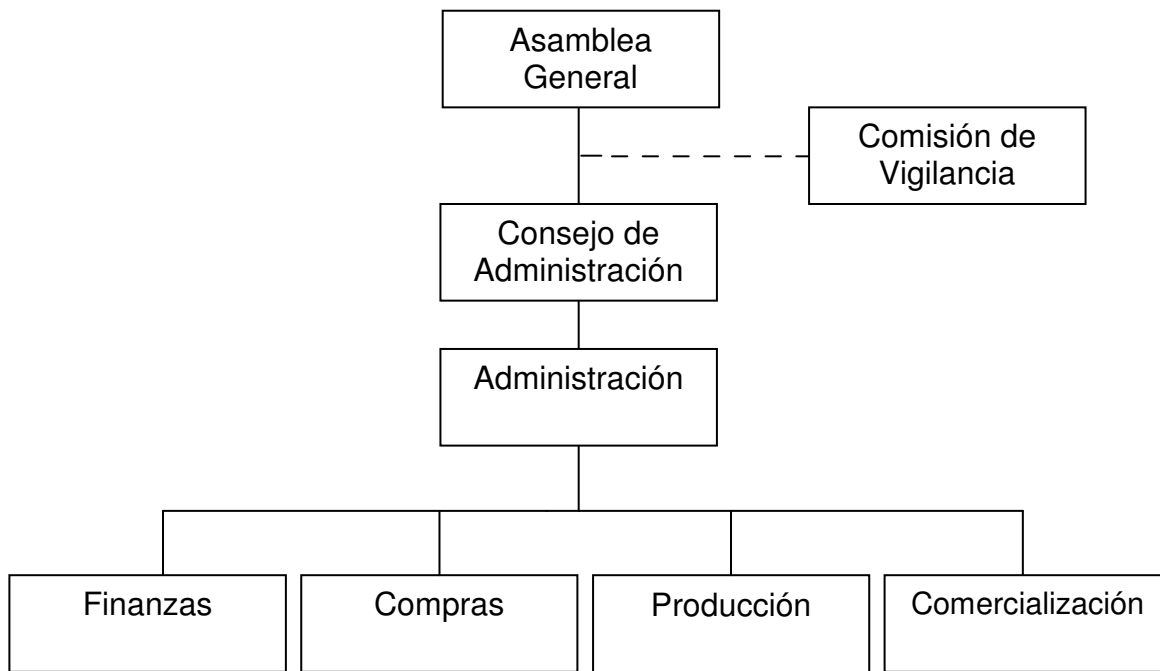 Asamblea
General
Comisión de
Vigilancia
Consejo de
Administración
Administración
Finanzas
Compras
Producción
Comercialización